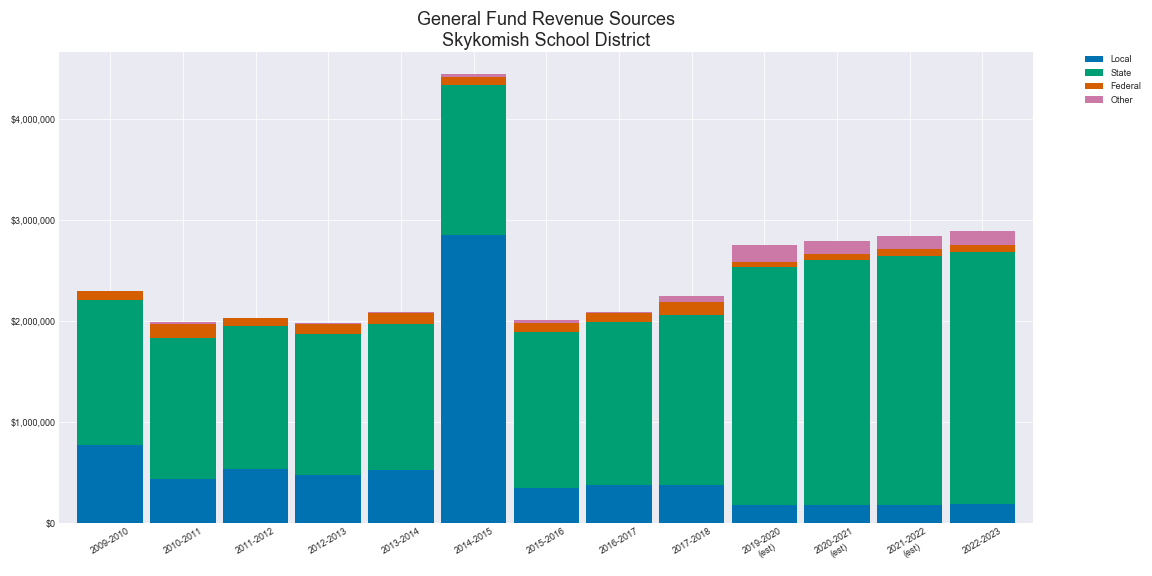 General Fund Revenue Sources
Skykomish School District
Local
State
Federal
Other
$4,000,000
$3,000,000
$2,000,000
$1,000,000
$0
2009-2010
2010-2011
2011-2012
2012-2013
2013-2014
2014-2015
2015-2016
2016-2017
2017-2018
2019-2020
(est)
2020-2021
(est)
2021-2022
(est)
2022-2023